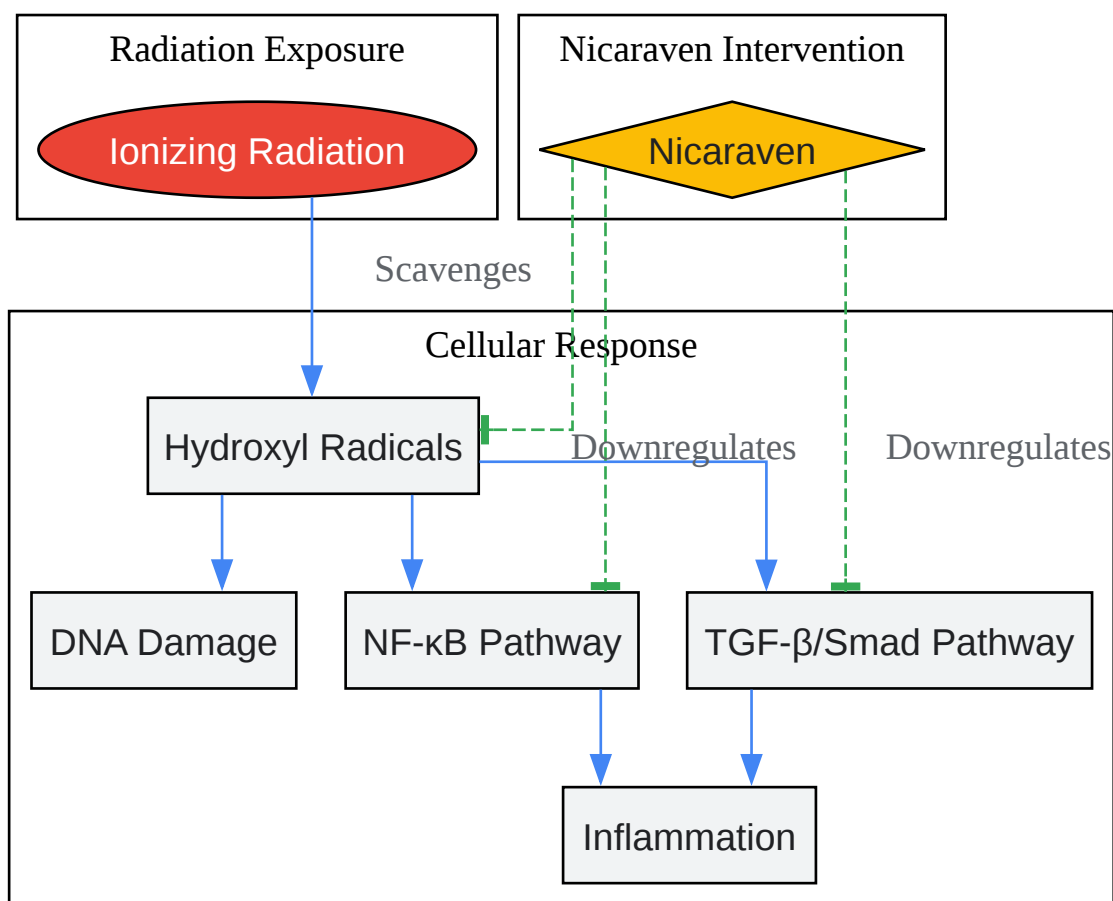 Radiation Exposure
Nicaraven Intervention
Ionizing Radiation
Nicaraven
Scavenges
Cellular Response
Hydroxyl Radicals
Downregulates
Downregulates
DNA Damage
NF-κB Pathway
TGF-β/Smad Pathway
Inflammation